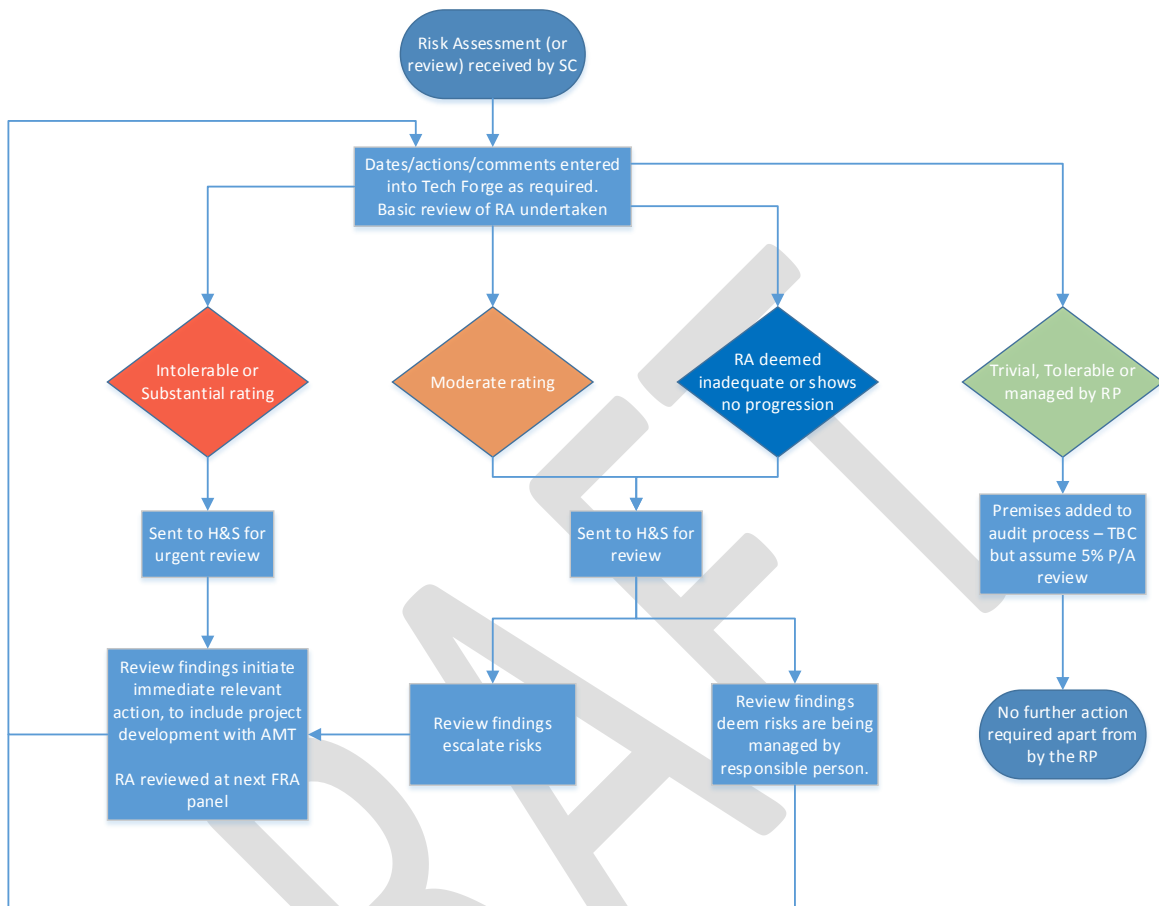 Risk Assessment (or
review) received by SC
Dates/actions/comments entered
into Tech Forge as required.
Basic review of RA undertaken
Intolerable or
Substantial rating
Moderate rating
RA deemed
inadequate or shows
no progression
Trivial, Tolerable or
managed by RP
Sent to H&S for
urgent review
Sent to H&S for
review
Premises added to
audit process – TBC
but assume 5% P/A
review
Review findings initiate
immediate relevant
action, to include project
development with AMT
RA reviewed at next FRA
panel
Review findings
escalate risks
Review findings
deem risks are being
managed by
responsible person.
No further action
required apart from
by the RP
DRAFT